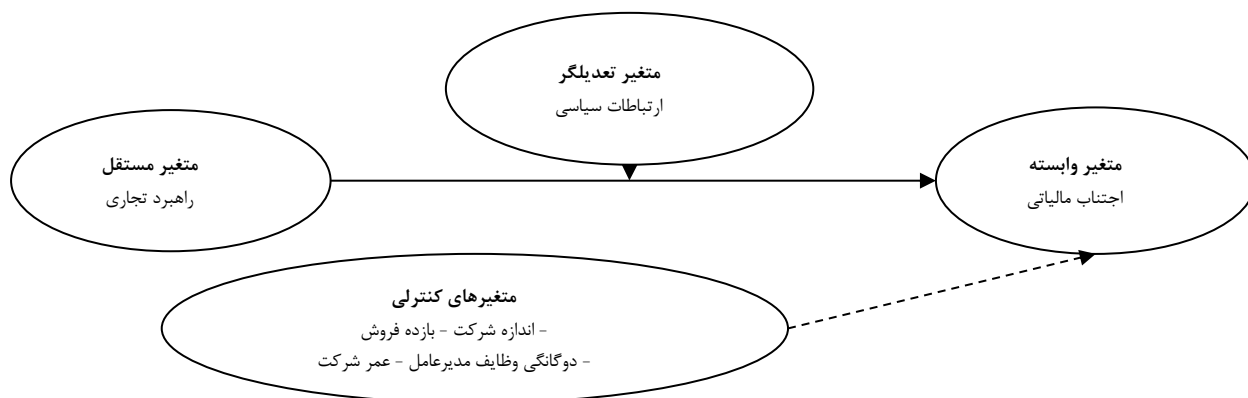 متغیر تعدیلگر
ارتباطات سیاسی
متغیر مستقل
راهبرد تجاری
متغیر وابسته
اجتناب مالیاتی
متغیرهای کنترلی
- اندازه شرکت - بازده فروش
- دوگانگی وظایف مدیرعامل - عمر شرکت